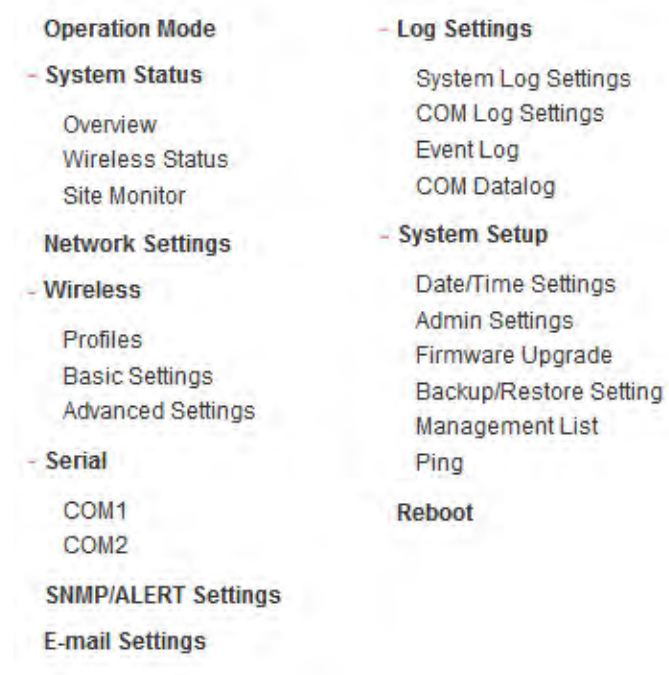 Operation Mode
- System Status
Overview
Wireless Status
Site Monitor
Network Settings
- Wireless
Profiles
Basic Settings
Advanced Settings
- Serial
COM1
COM2
SNMP/ALERT Settings
E-mail Settings
- Log Settings
System Log Settings
COM Log Settings
Event Log
COM Datalog
- System Setup
Date/Time Settings
Admin Settings
Firmware Upgrade
Backup/Restore Setting
Management List
Ping
Reboot